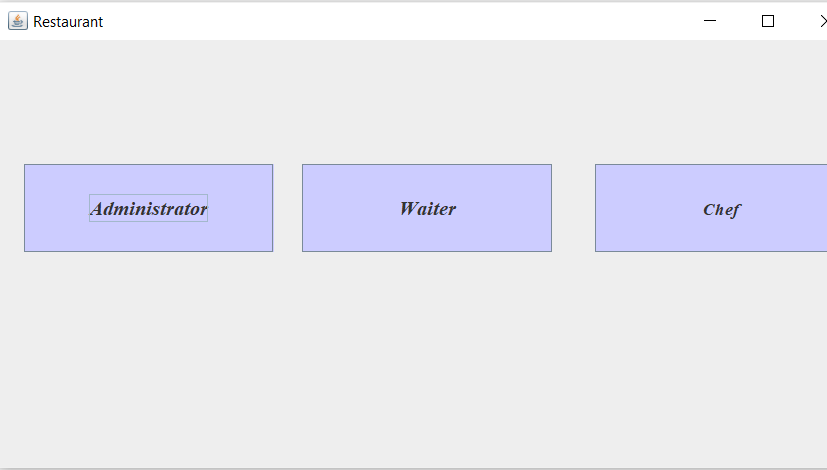 Restaurant
Administrator
Waiter
Chef